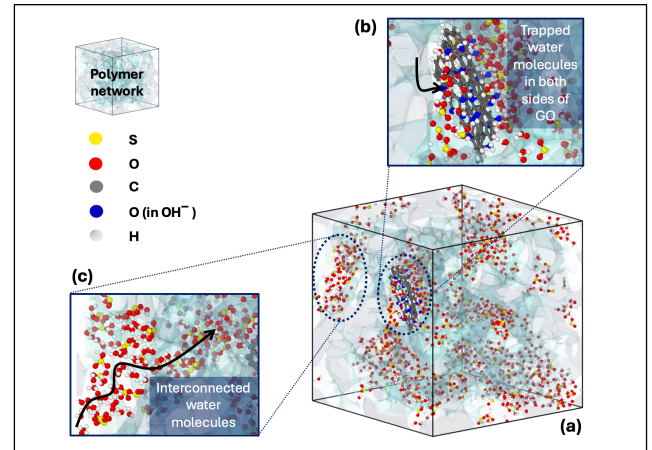 (b)
Trapped
water
molecules
in both
sides of
GO
Polymer
network
S
O
C
O (in OH⁻ )
H
(c)
Interconnected
water
molecules
(a)